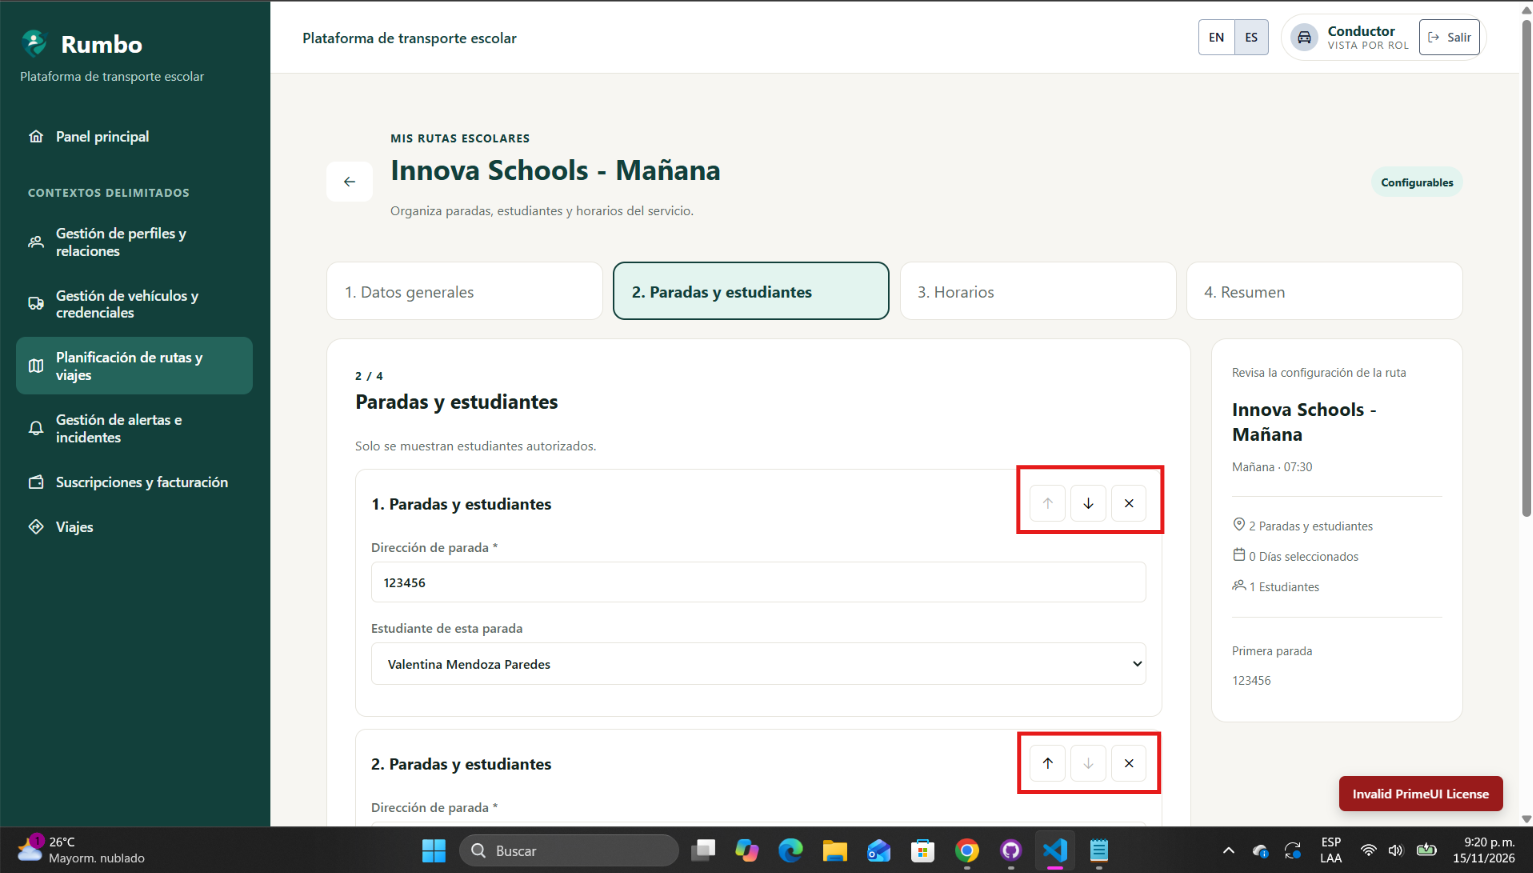 Rumbo
Plataforma de transporte escolar
Panel principal
CONTEXTOS DELIMITADOS
Gestión de perfiles y
relaciones
Gestión de vehículos y
credenciales
Planificación de rutas y
viajes
Gestión de alertas e
incidentes
Suscripciones y facturación
Viajes
Plataforma de transporte escolar
EN
ES
Conductor
VISTA POR ROL
Salir
MIS RUTAS ESCOLARES
Innova Schools - Mañana
Organiza paradas, estudiantes y horarios del servicio.
Configurables
1. Datos generales
2. Paradas y estudiantes
3. Horarios
4. Resumen
2 / 4
Paradas y estudiantes
Solo se muestran estudiantes autorizados.
1. Paradas y estudiantes
Dirección de parada *
123456
Estudiante de esta parada
Valentina Mendoza Paredes
2. Paradas y estudiantes
Dirección de parada *
Revisa la configuración de la ruta
Innova Schools -
Mañana
Mañana · 07:30
2 Paradas y estudiantes
0 Días seleccionados
1 Estudiantes
Primera parada
123456
Invalid PrimeUI License
1
26°C
Mayorm. nublado
Buscar
ESP
LAA
9:20 p.m.
15/11/2026